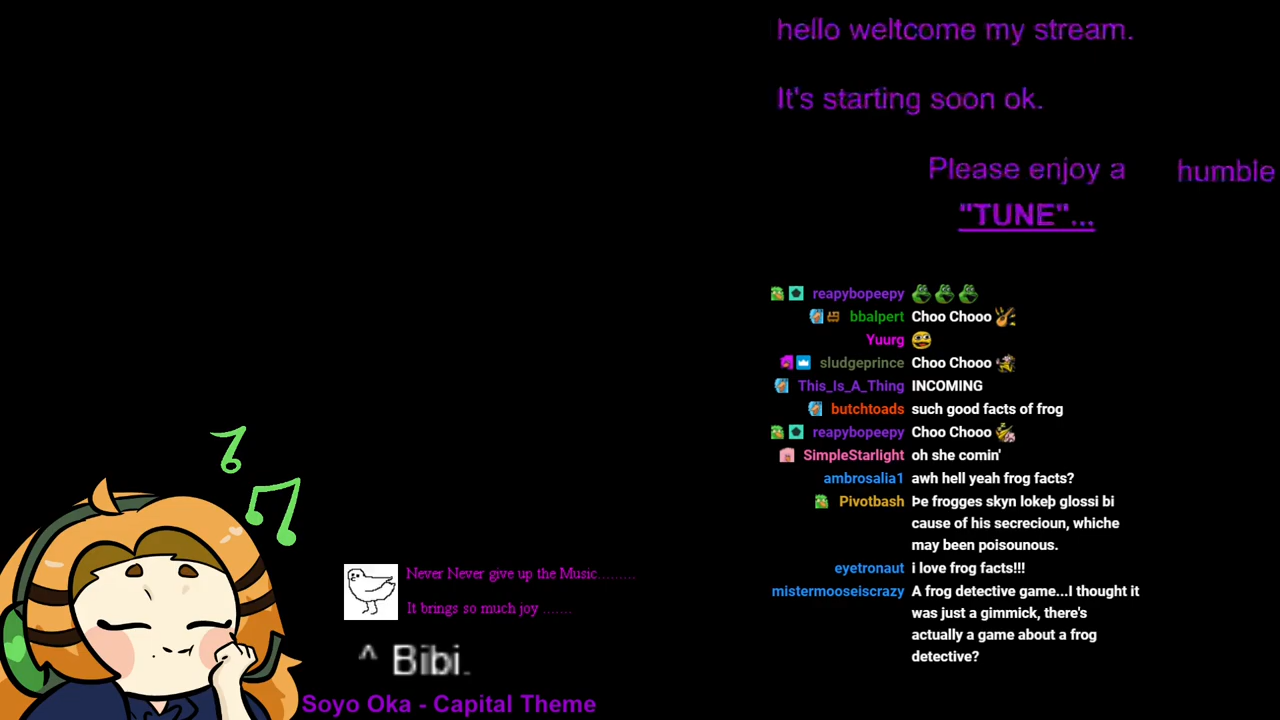 hello weltcome my stream.
It's starting soon ok.
Please enjoy a humble
"TUNE"...
reapybopeepy
bbalpert Choo Chooo
Yuurg
sludgeprince Choo Chooo
This_Is_A_Thing INCOMING
butchtoads such good facts of frog
reapybopeepy Choo Chooo
SimpleStarlight oh she comin'
ambrosalia1 awh hell yeah frog facts?
Pivotbash Þe frogges skyn lokeþ glossi bi
cause of his secrecioun, whiche
may been poisounous.
eyetronaut i love frog facts!!!
mistermooseiscrazy A frog detective game...I thought it
was just a gimmick, there's
actually a game about a frog
detective?
Never Never give up the Music.........
It brings so much joy .......
^ Bibi.
Soyo Oka - Capital Theme